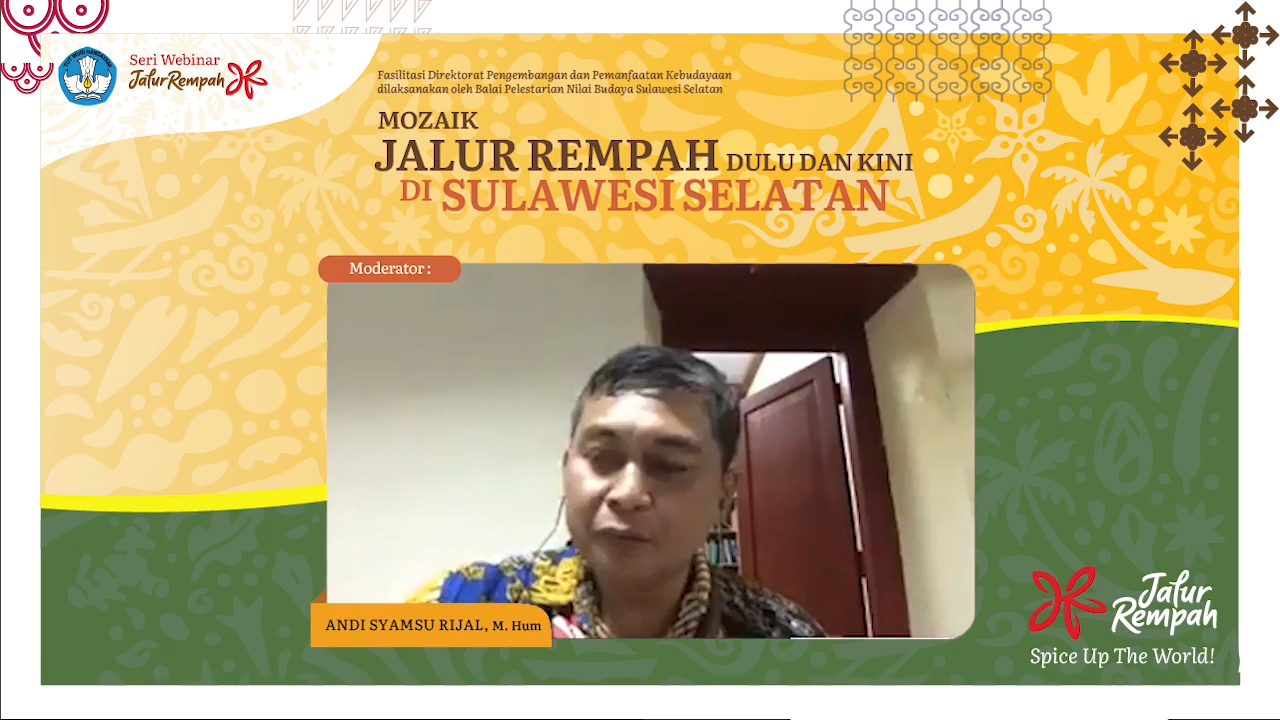 Seri Webinar
Jalur Rempah
Fasilitasi Direktorat Pengembangan dan Pemanfaatan Kebudayaan
dilaksanakan oleh Balai Pelestarian Nilai Budaya Sulawesi Selatan
MOZAIK
JALUR REMPAH DULU DAN KINI
DI SULAWESI SELATAN
Moderator :
ANDI SYAMSU RIJAL, M. Hum
Jalur
Rempah
Spice Up The World!